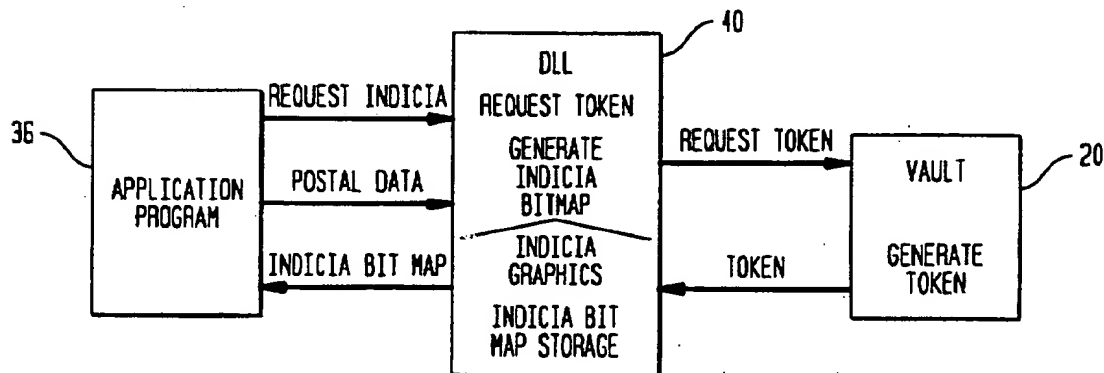 36
APPLICATION
PROGRAM
REQUEST INDICIA
POSTAL DATA
INDICIA BIT MAP
40
DLL
REQUEST TOKEN
GENERATE
INDICIA
BITMAP
INDICIA
GRAPHICS
INDICIA BIT
MAP STORAGE
REQUEST TOKEN
TOKEN
20
VAULT
GENERATE
TOKEN